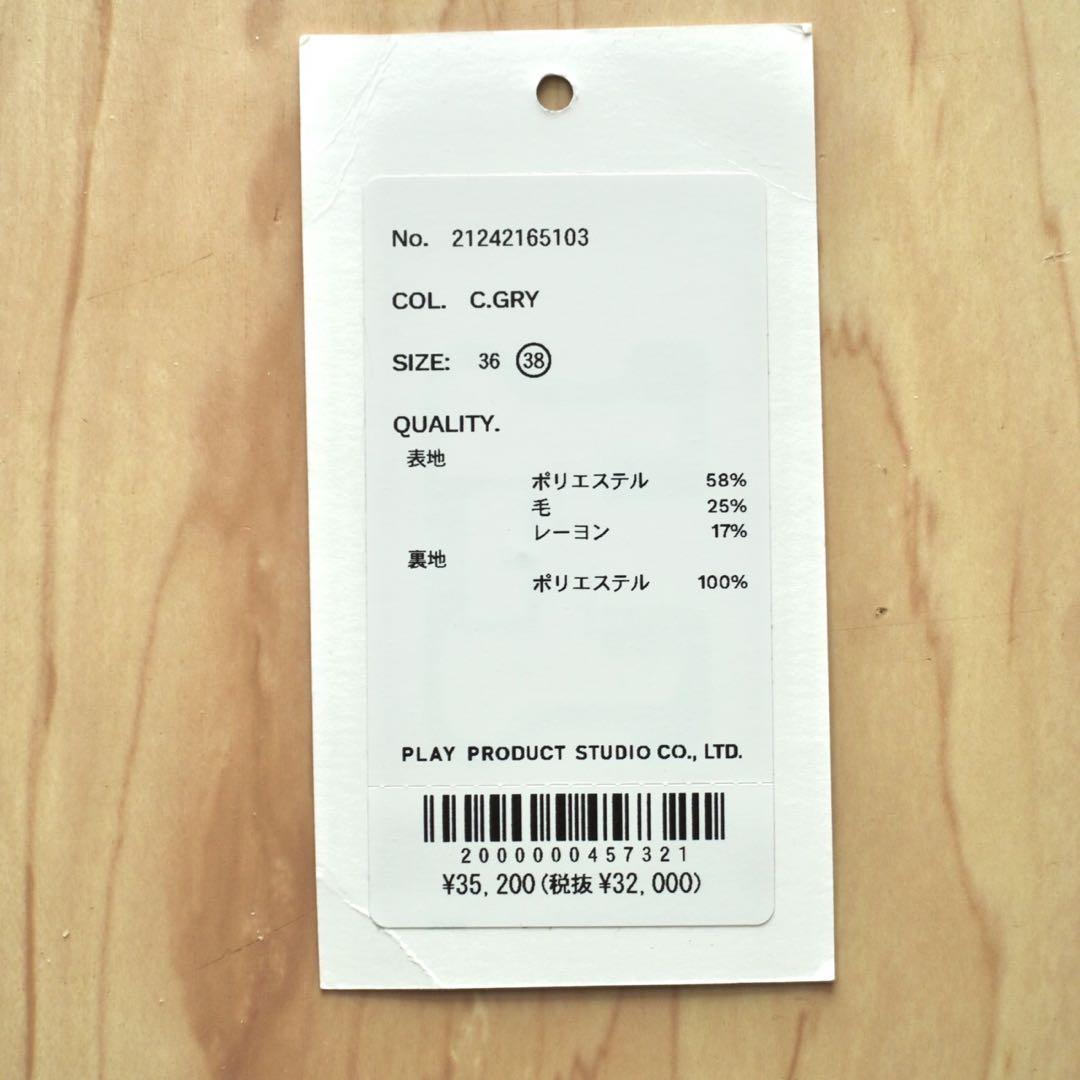 No. 21242165103
COL. C.GRY
SIZE: 36 38
QUALITY.
表地
ポリエステル 58%
毛 25%
レーヨン 17%
裏地
ポリエステル 100%
PLAY PRODUCT STUDIO CO., LTD.
2000000457321
¥35,200(税抜¥32,000)